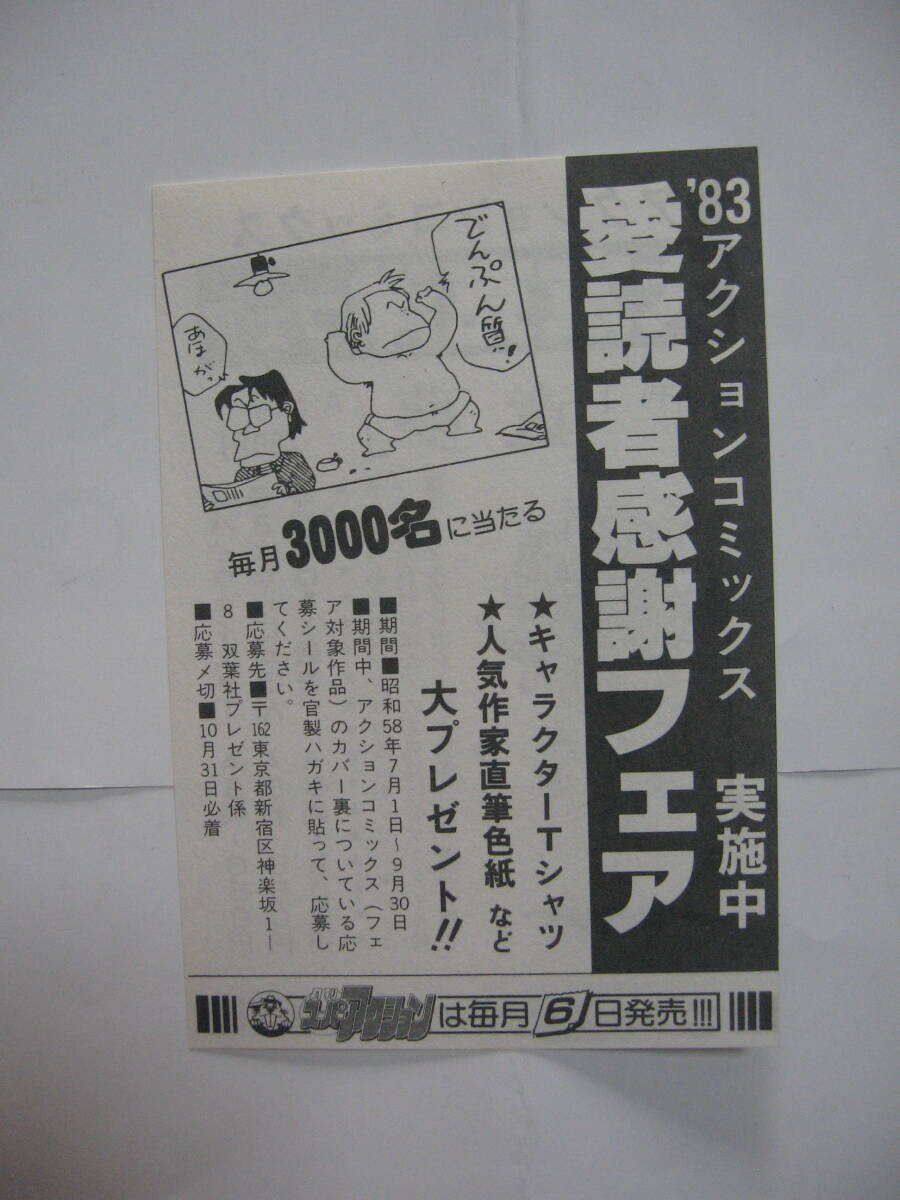 '83アクションコミックス 実施中
愛読者感謝フェア
でんぷん質!
あほがっ
毎月3000名に当たる
★キャラクターTシャツ
★人気作家直筆色紙 など
大プレゼント!!
■期間■昭和58年7月1日〜9月30日
■期間中、アクションコミックス(フェ
ア対象作品)のカバー裏についている応
募シールを官製ハガキに貼って、応募し
てください。
■応募先■〒162東京都新宿区神楽坂1―
8 双葉社プレゼント係
■応募〆切■10月31日必着
月刊スーパーアクションは毎月6日発売!!!